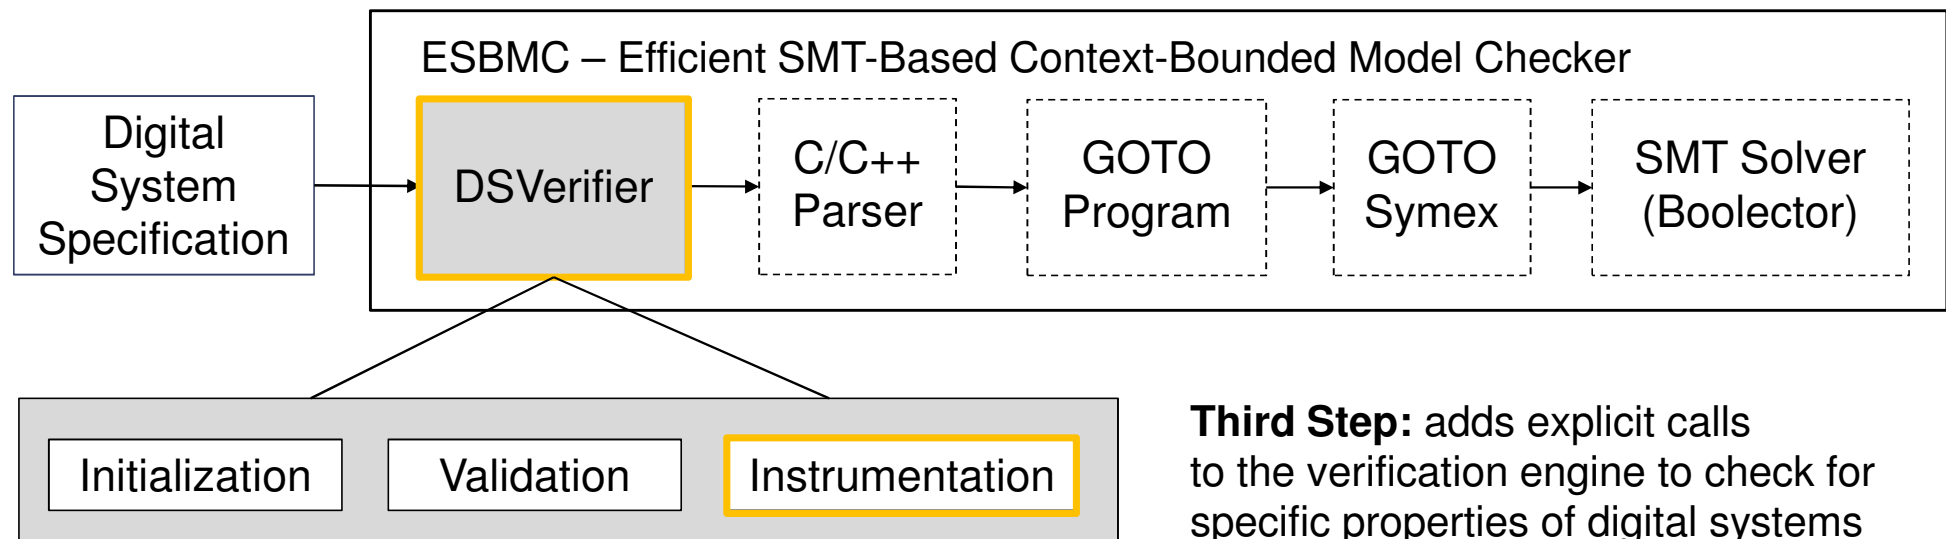 ESBMC – Efficient SMT-Based Context-Bounded Model Checker
Digital
System
Specification
DSVerifier
C/C++
Parser
GOTO
Program
GOTO
Symex
SMT Solver
(Boolector)
Initialization
Validation
Instrumentation
Third Step: adds explicit calls
to the verification engine to check for
specific properties of digital systems